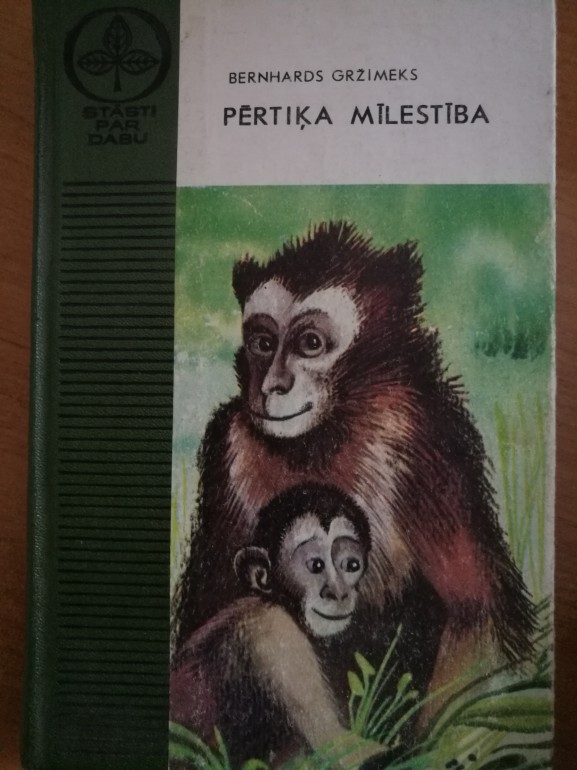 STĀSTI
PAR
DABU
BERNHARDS GRŽIMEKS
PĒRTIĶA MĪLESTĪBA